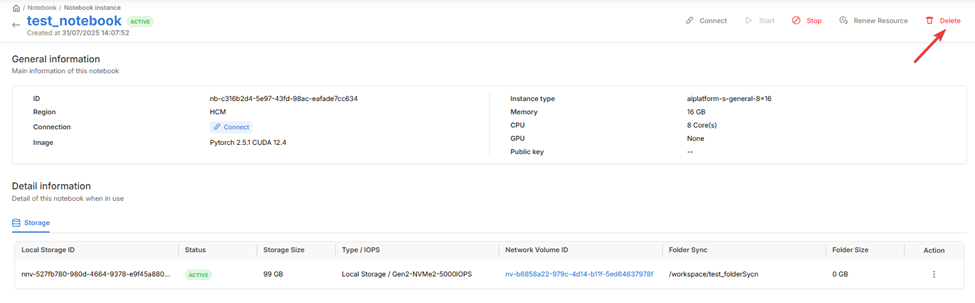 / Notebook / Notebook instance
test_notebook ACTIVE
Created at 31/07/2025 14:07:52
Connect Start Stop Renew Resource Delete
General information
Main information of this notebook
ID nb-c316b2d4-5e97-43fd-98ac-eafade7cc634 Instance type aiplatform-s-general-8x16
Region HCM Memory 16 GB
Connection Connect CPU 8 Core(s)
GPU None
Image Pytorch 2.5.1 CUDA 12.4
Public key --
Detail information
Detail of this notebook when in use
Storage
Local Storage ID Status Storage Size Type / IOPS Network Volume ID Folder Sync Folder Size Action
nnv-527fb780-980d-4664-9378-e9f45a880... ACTIVE 99 GB Local Storage / Gen2-NVMe2-5000IOPS nv-b6858a22-979c-4d14-b11f-5ed64637978f /workspace/test_folderSycn 0 GB